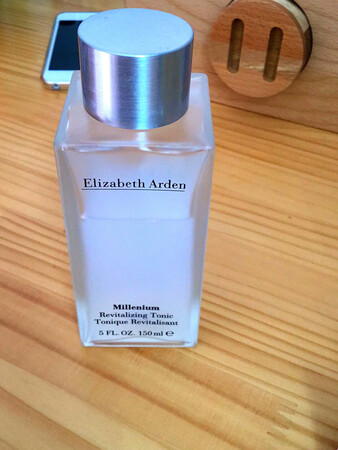 Elizabeth Arden
Millenium
Revitalizing Tonic
Tonique Revitalisant
5 FL. OZ. 150 ml ℮